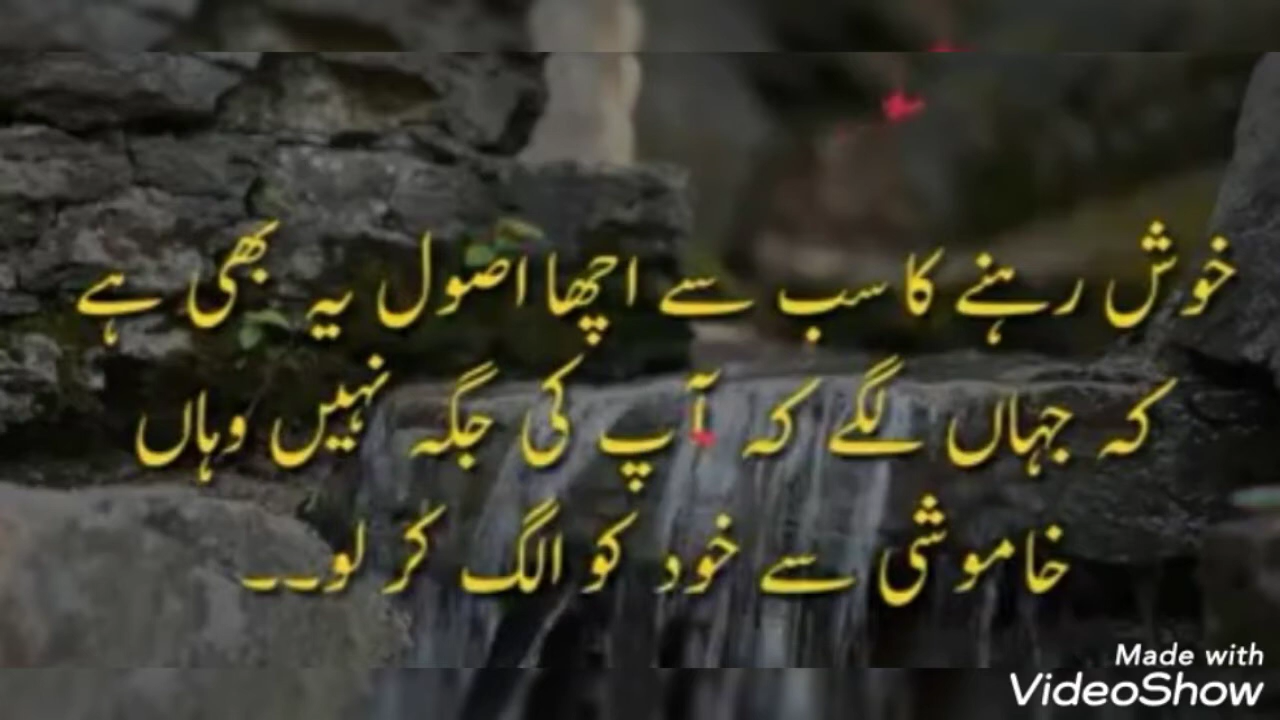 خوش رہنے کا سب سے اچھا اصول یہ بھی ہے
کہ جہاں لگے کہ آپ کی جگہ نہیں وہاں
خاموشی سے خود کو الگ کر لو۔۔۔
Made with
VideoShow